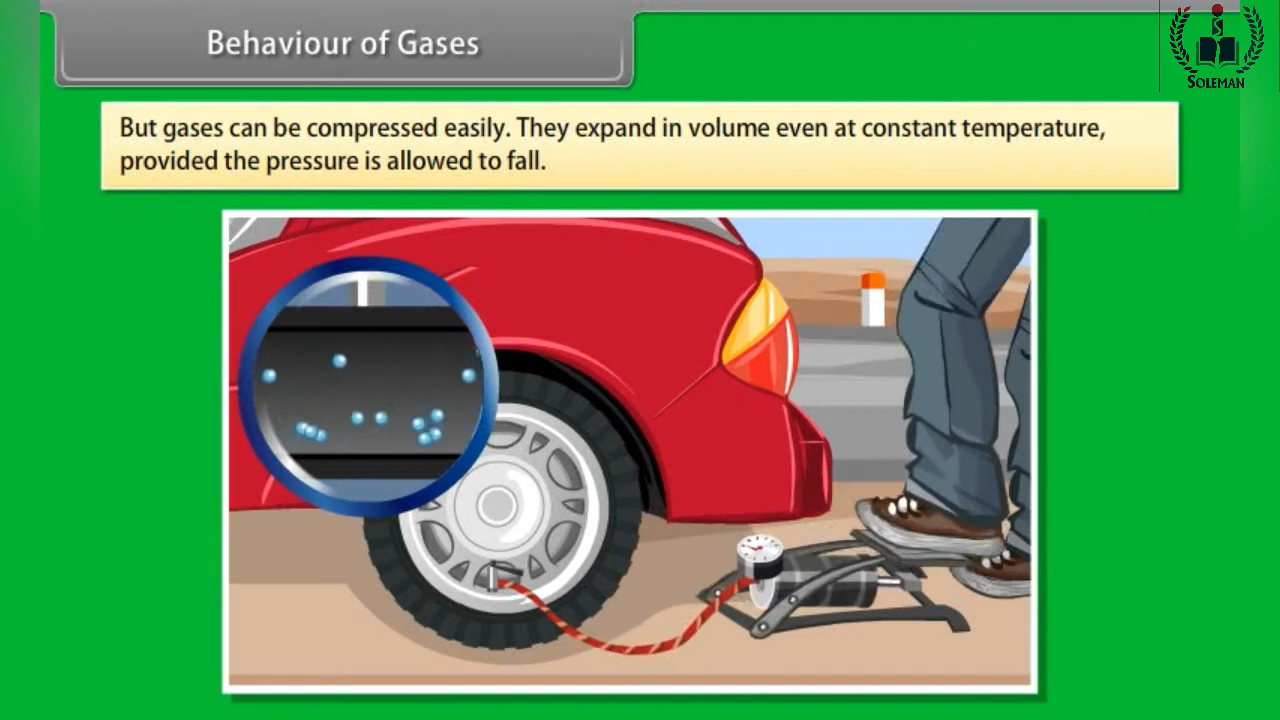 Behaviour of Gases
SOLEMAN
But gases can be compressed easily. They expand in volume even at constant temperature,
provided the pressure is allowed to fall.